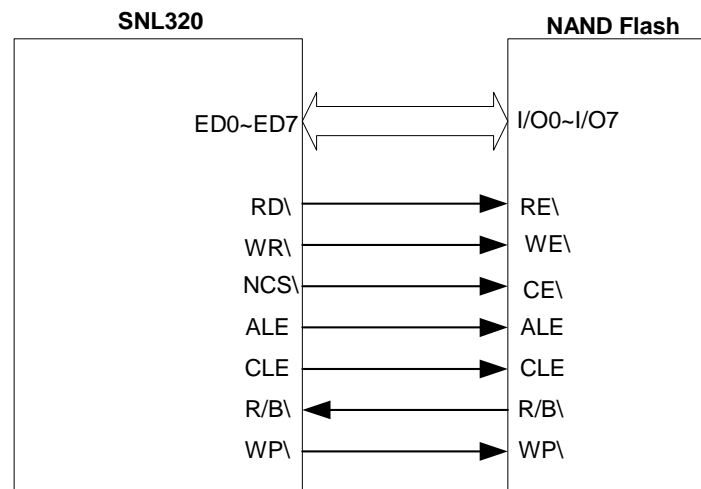 SNL320 NAND Flash
ED0~ED7 I/O0~I/O7
RD\ RE\
WR\ WE\
NCS\ CE\
ALE ALE
CLE CLE
R/B\ R/B\
WP\ WP\